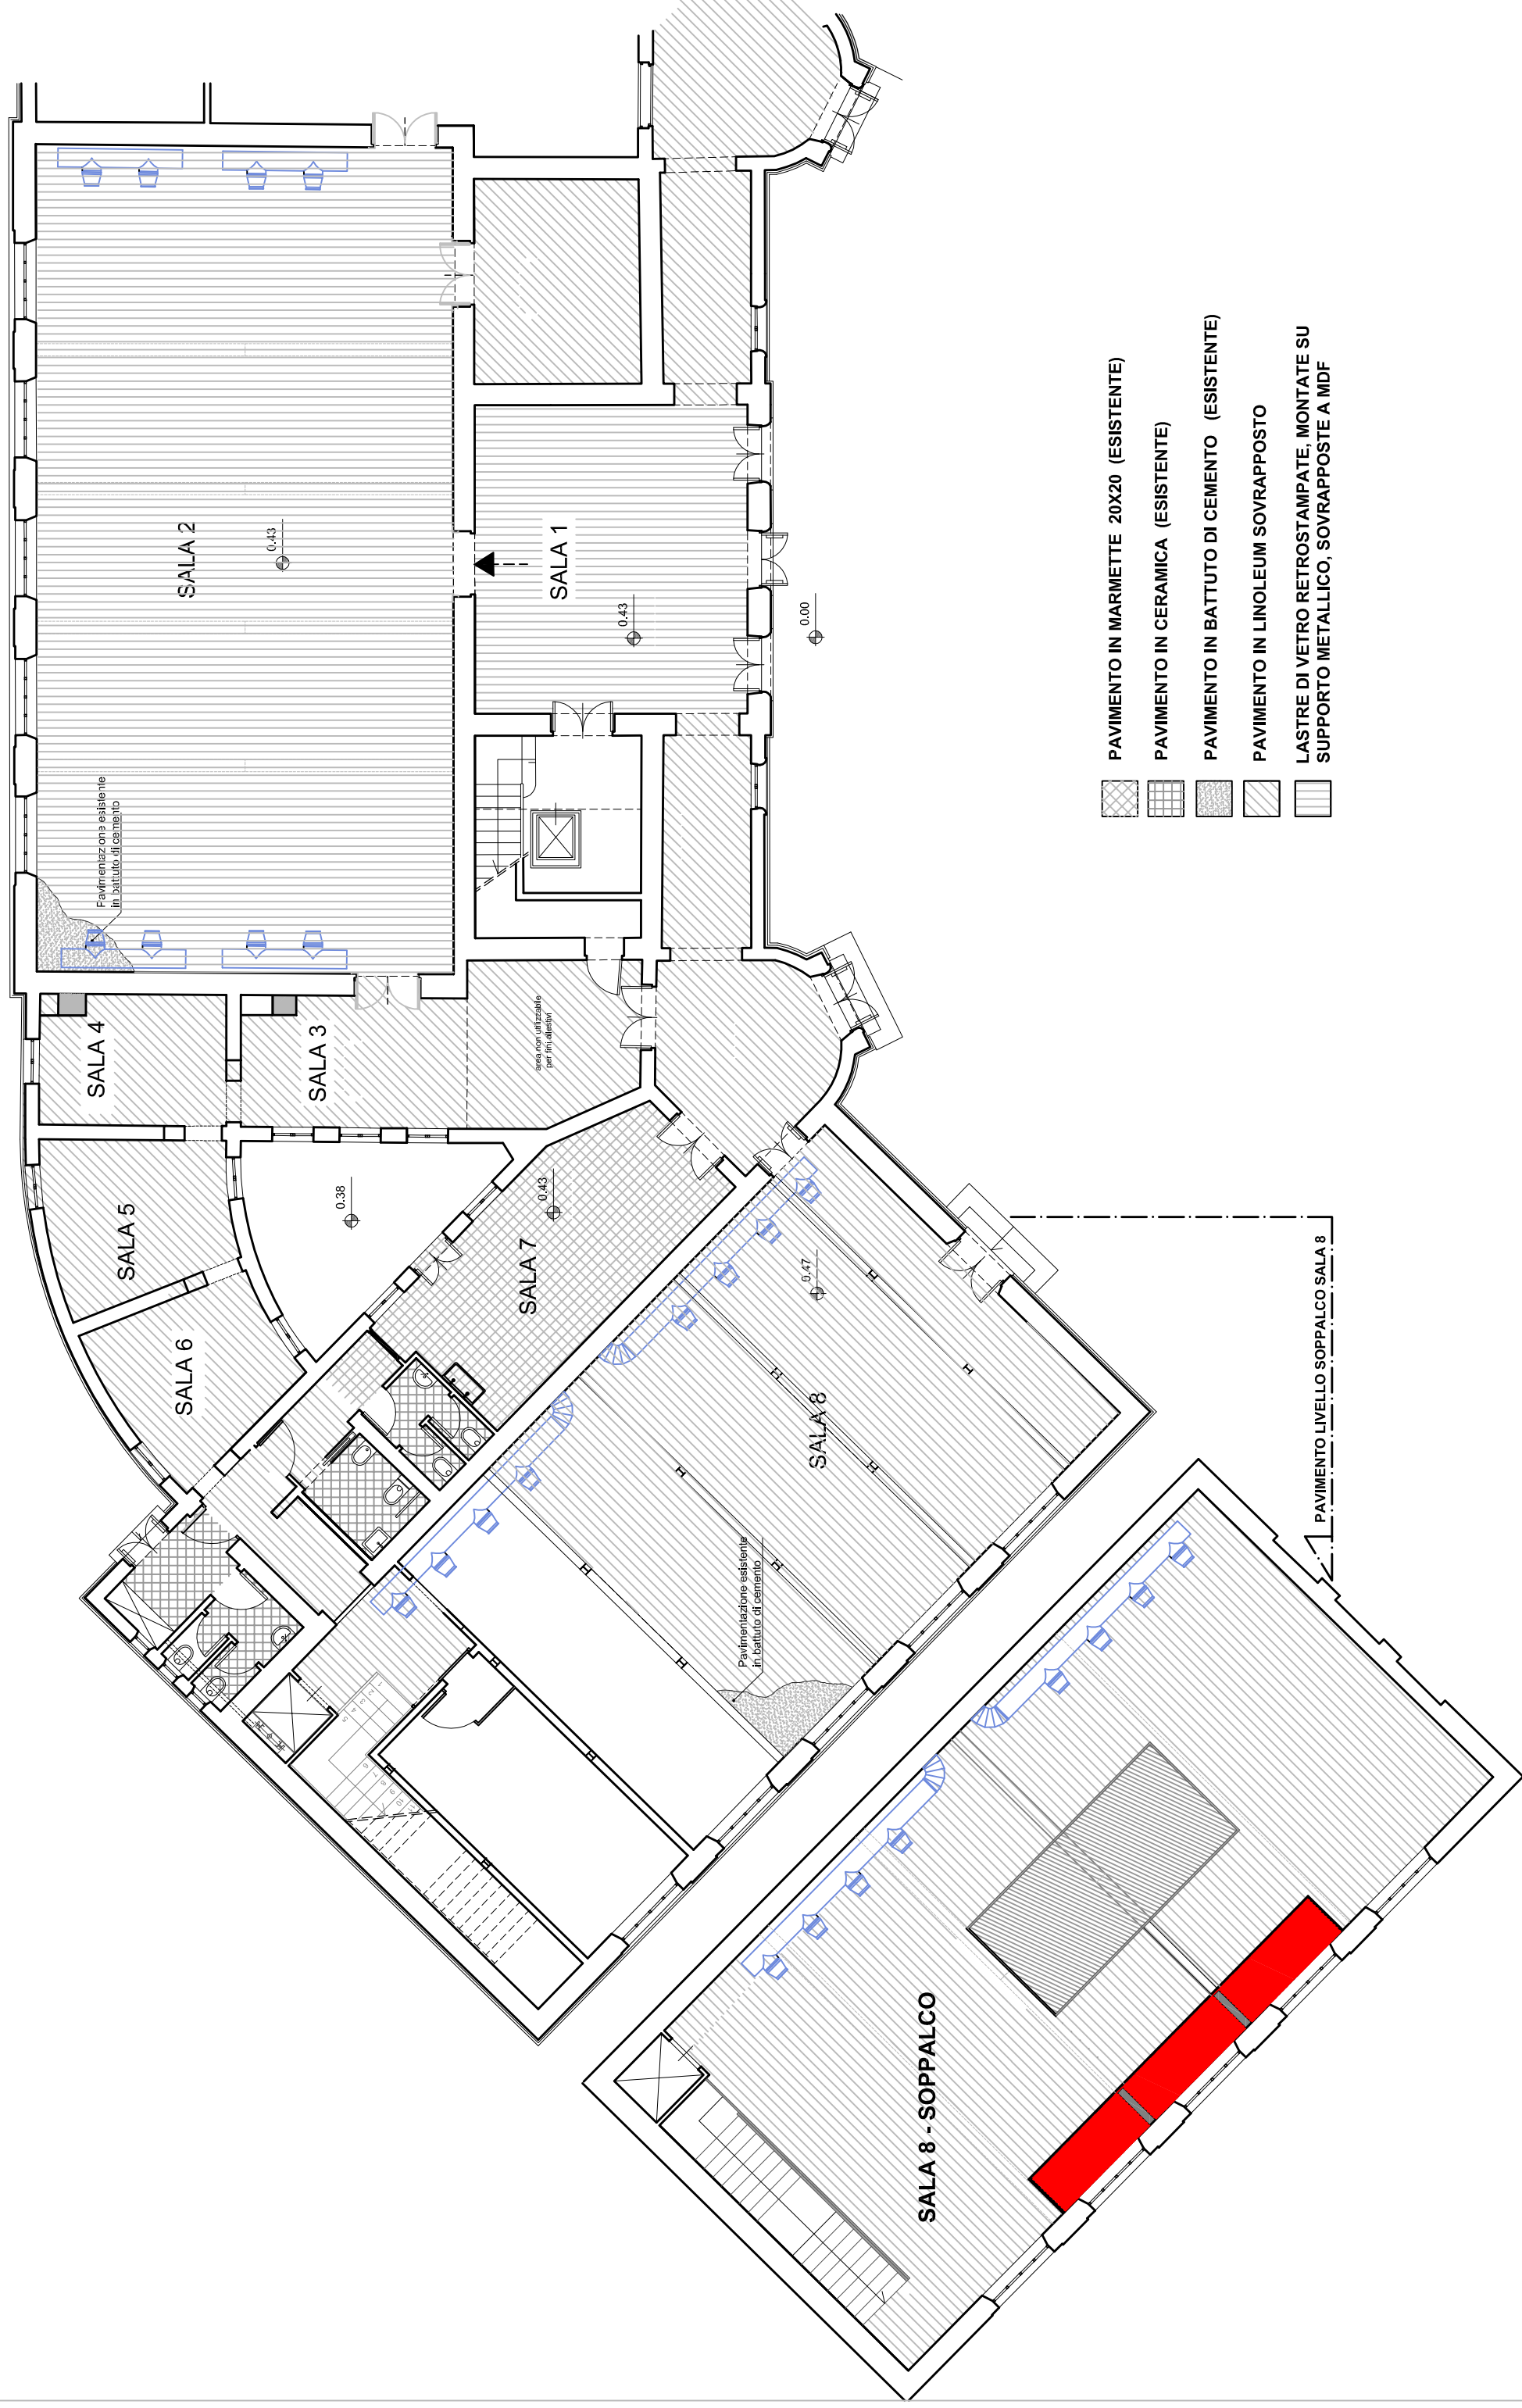 SALA 2
0.43
Pavimentazione esistente
in battuto di cemento
SALA 1
0.43
0.00
SALA 4
SALA 3
area non utilizzabile
per fini allestivi
SALA 5
0.38
SALA 6
SALA 7
0.43
0.47
SALA 8
Pavimentazione esistente
in battuto di cemento
SALA 8 - SOPPALCO
PAVIMENTO LIVELLO SOPPALCO SALA 8
PAVIMENTO IN MARMETTE 20X20 (ESISTENTE)
PAVIMENTO IN CERAMICA (ESISTENTE)
PAVIMENTO IN BATTUTO DI CEMENTO (ESISTENTE)
PAVIMENTO IN LINOLEUM SOVRAPPOSTO
LASTRE DI VETRO RETROSTAMPATE, MONTATE SU
SUPPORTO METALLICO, SOVRAPPOSTE A MDF